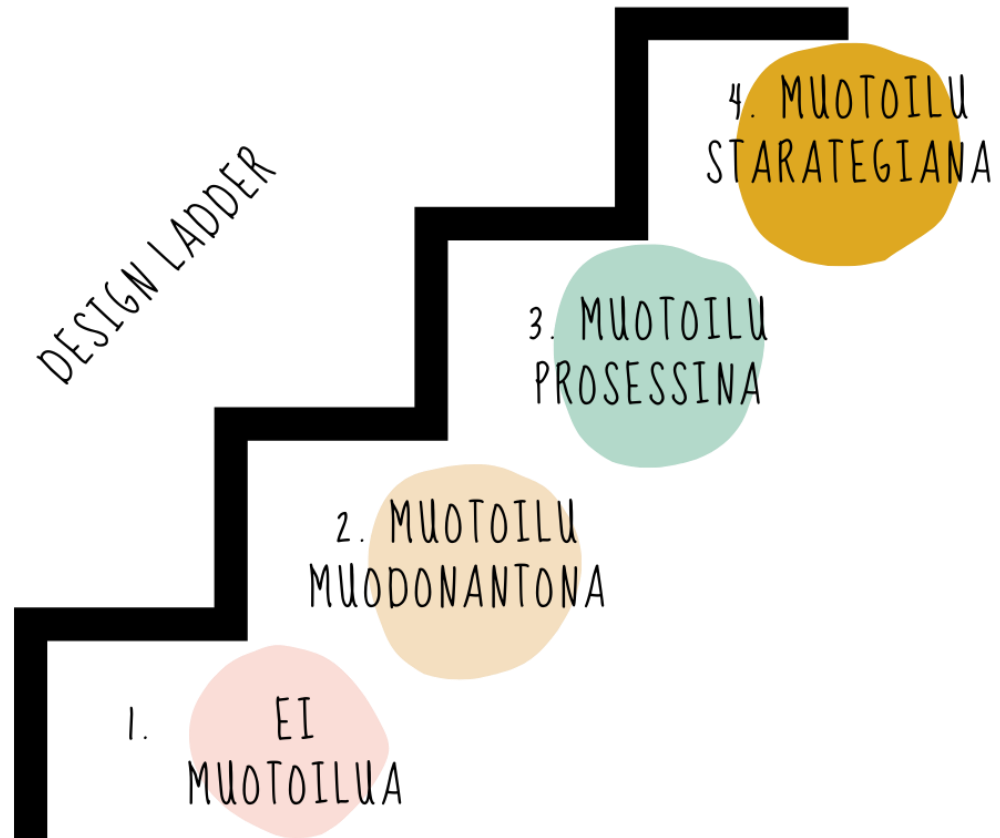 DESIGN LADDER
4. MUOTOILU
STARATEGIANA
3. MUOTOILU
PROSESSINA
2. MUOTOILU
MUODONANTONA
1. EI
MUOTOILUA